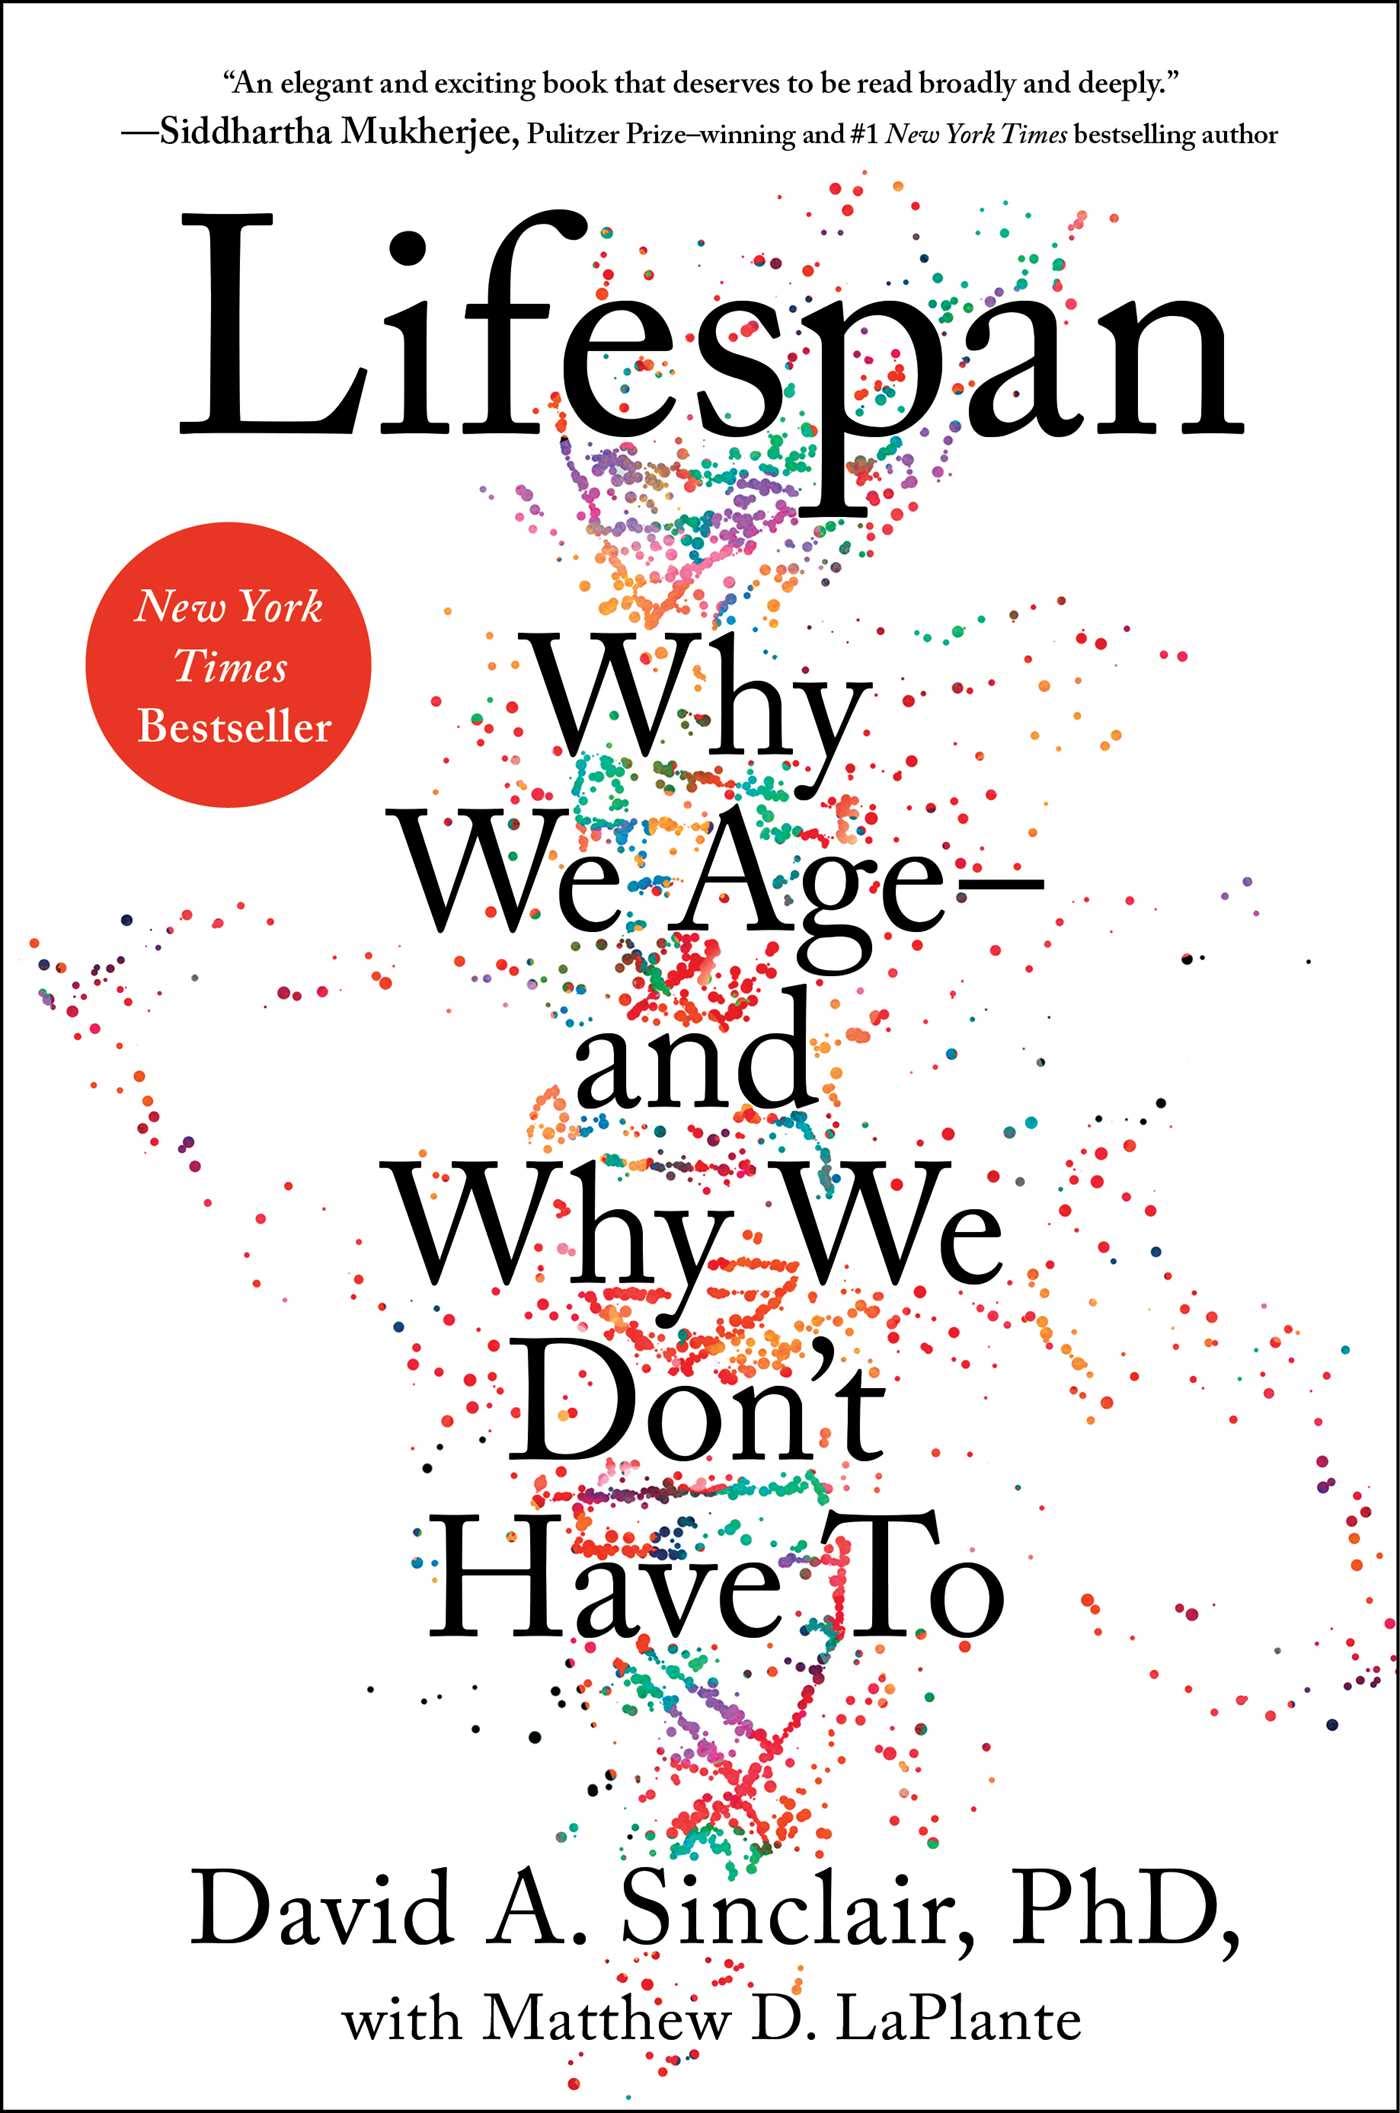 “An elegant and exciting book that deserves to be read broadly and deeply.”
—Siddhartha Mukherjee, Pulitzer Prize–winning and #1 New York Times bestselling author
Lifespan
New York
Times
Bestseller
Why
We Age–
and
Why We
Don’t
Have To
David A. Sinclair, PhD,
with Matthew D. LaPlante